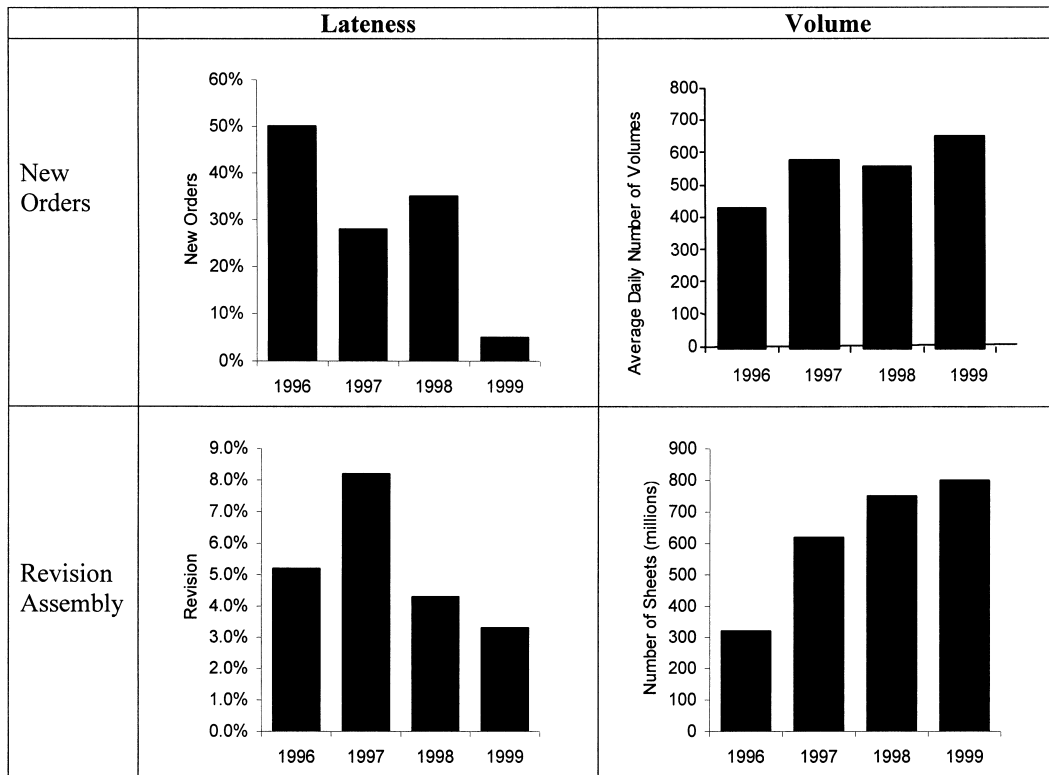 Lateness
Volume
New
Orders
New Orders
60%
50%
40%
30%
20%
10%
0%
1996 1997 1998 1999
Average Daily Number of Volumes
800
700
600
500
400
300
200
100
0
1996 1997 1998 1999
Revision
Assembly
Revision
9.0%
8.0%
7.0%
6.0%
5.0%
4.0%
3.0%
2.0%
1.0%
0.0%
1996 1997 1998 1999
Number of Sheets (millions)
900
800
700
600
500
400
300
200
100
0
1996 1997 1998 1999